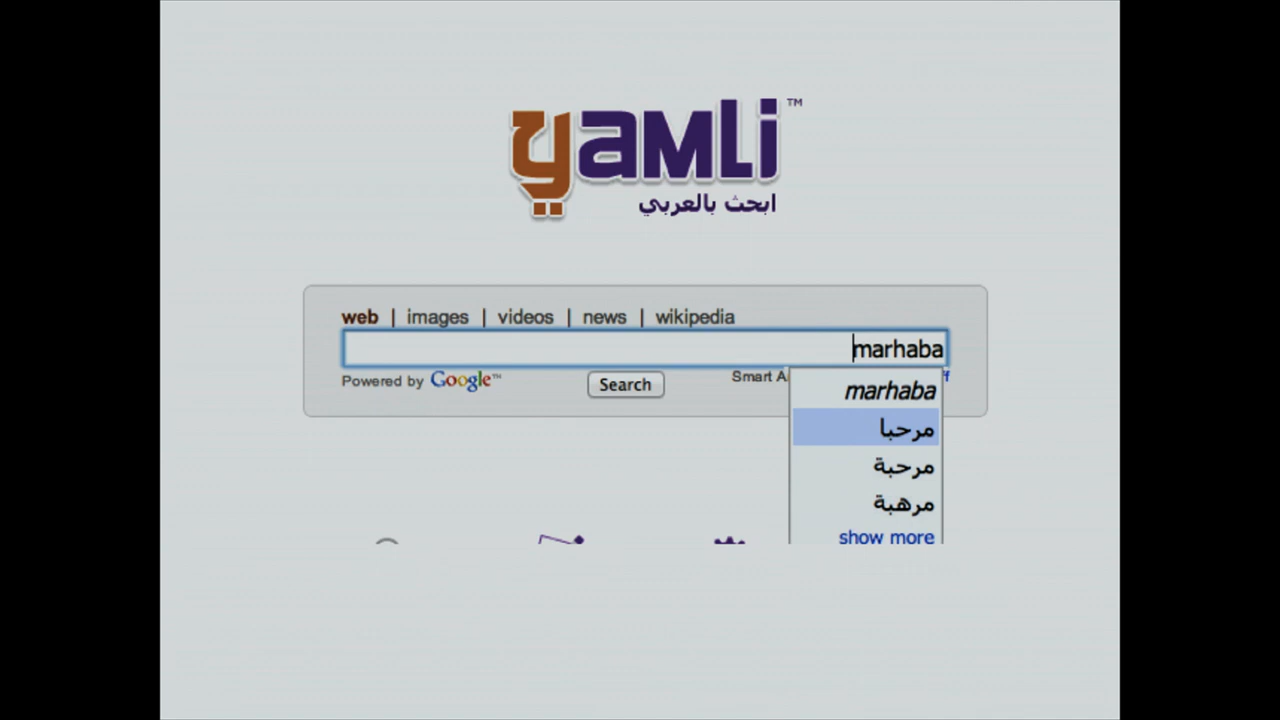 yamli™
ابحث بالعربي
web | images | videos | news | wikipedia
marhaba
Powered by Google™
Search
Smart
marhaba
مرحبا
مرحبة
مرهبة
show more